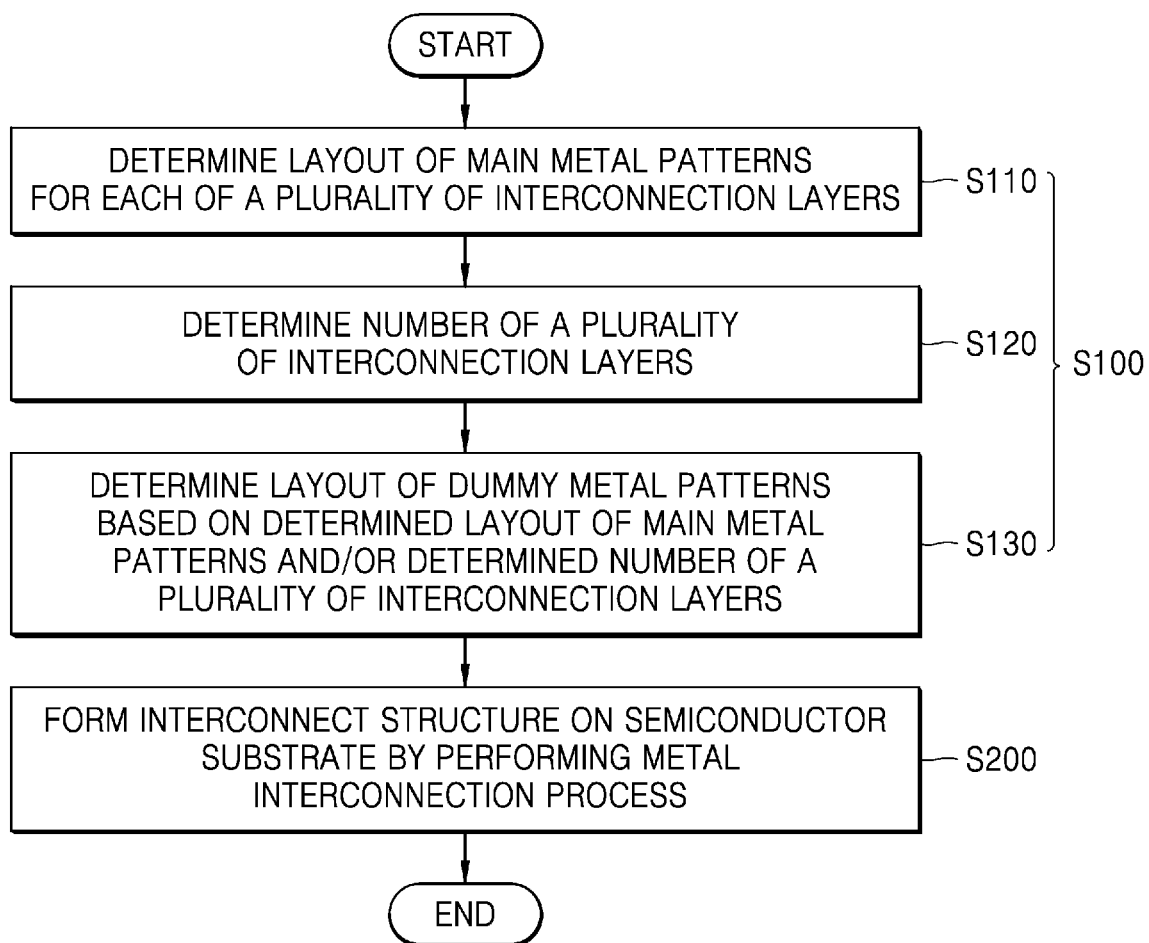 START
DETERMINE LAYOUT OF MAIN METAL PATTERNS
FOR EACH OF A PLURALITY OF INTERCONNECTION LAYERS
S110
DETERMINE NUMBER OF A PLURALITY
OF INTERCONNECTION LAYERS
S120
S100
DETERMINE LAYOUT OF DUMMY METAL PATTERNS
BASED ON DETERMINED LAYOUT OF MAIN METAL
PATTERNS AND/OR DETERMINED NUMBER OF A
PLURALITY OF INTERCONNECTION LAYERS
S130
FORM INTERCONNECT STRUCTURE ON SEMICONDUCTOR
SUBSTRATE BY PERFORMING METAL
INTERCONNECTION PROCESS
S200
END